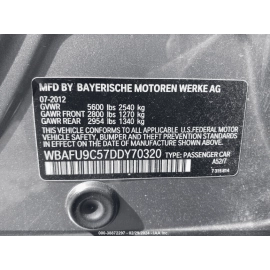 MFD. BY BAYERISCHE MOTOREN WERKE AG
07-2012
GVWR 5600 lbs 2540 kg
GAWR FRONT 2800 lbs 1270 kg
GAWR REAR 2954 lbs 1340 kg
THIS VEHICLE CONFORMS TO ALL APPLICABLE
U.S. FEDERAL MOTOR
VEHICLE SAFETY, BUMPER AND THEFT PREVENTION
STANDARDS IN EFFECT ON THE DATE OF
MANUFACTURE SHOWN ABOVE.
WBAFU9C57DDY70320 TYPE: PASSENGER CAR
A52/7